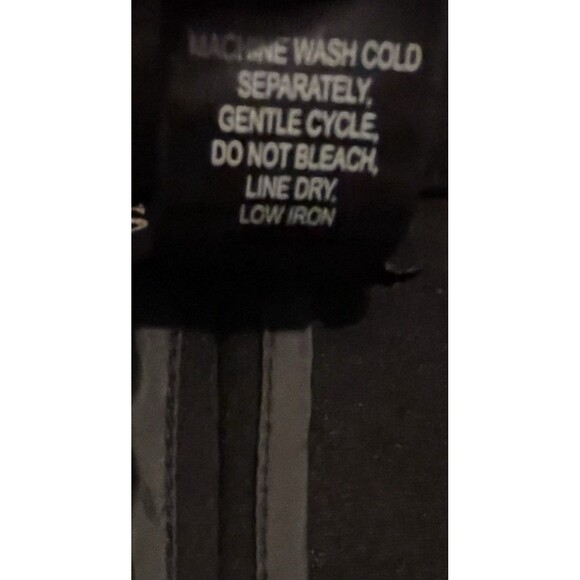 MACHINE WASH COLD
SEPARATELY,
GENTLE CYCLE,
DO NOT BLEACH,
LINE DRY,
LOW IRON